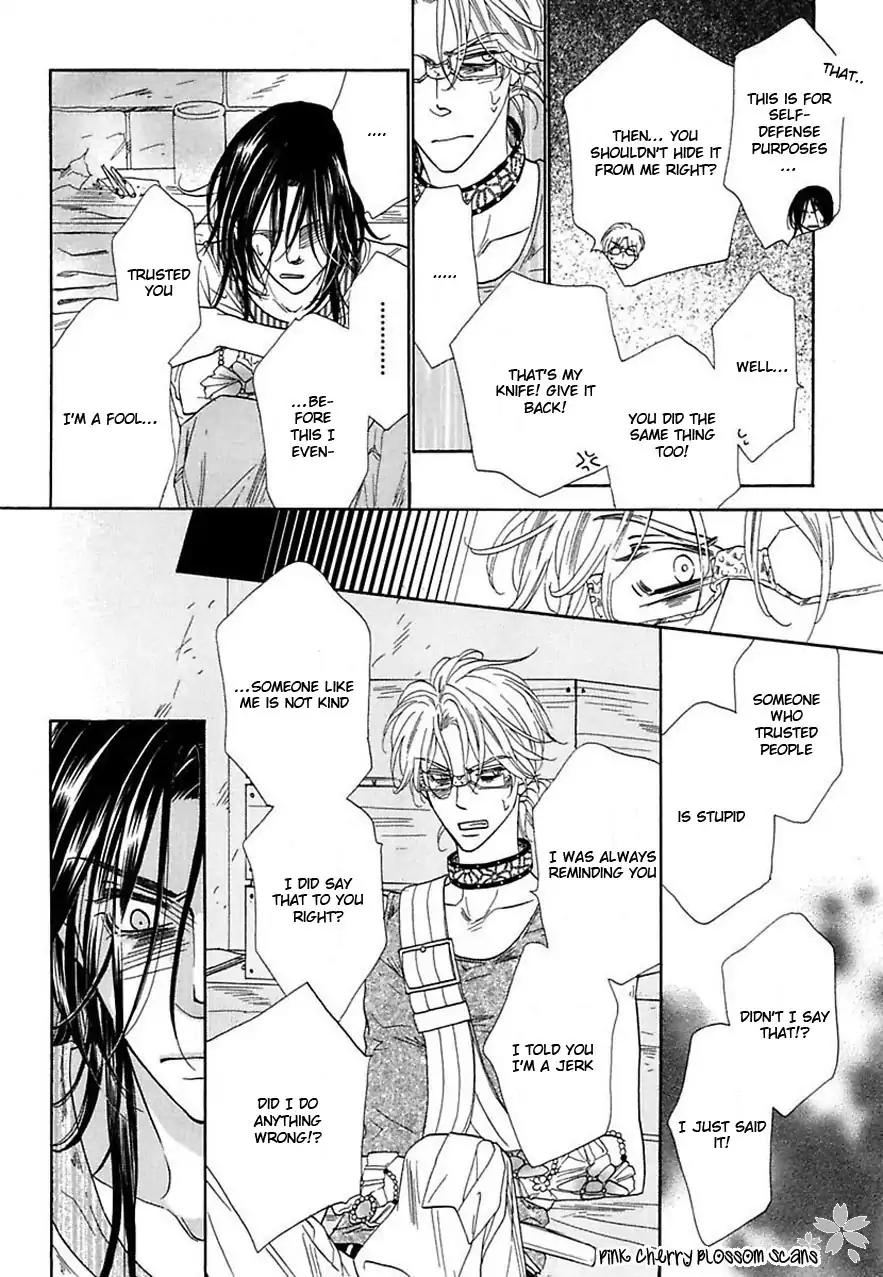 THAT..
THIS IS FOR
SELF-
DEFENSE
PURPOSES
...
THEN... YOU
SHOULDN'T HIDE IT
FROM ME RIGHT?
WELL...
YOU DID THE
SAME THING
TOO!
THAT'S MY
KNIFE! GIVE IT
BACK!
.....
....
.........
...BE-
FORE
THIS I
EVEN-
TRUSTED
YOU
I'M A FOOL...
SOMEONE
WHO
TRUSTED
PEOPLE
IS STUPID
DIDN'T I SAY
THAT!?
I JUST SAID
IT!
I WAS ALWAYS
REMINDING YOU
I TOLD YOU
I'M A JERK
...SOMEONE LIKE
ME IS NOT KIND
I DID SAY
THAT TO YOU
RIGHT?
DID I DO
ANYTHING
WRONG!?
PINK CHERRY BLOSSOM SCANS